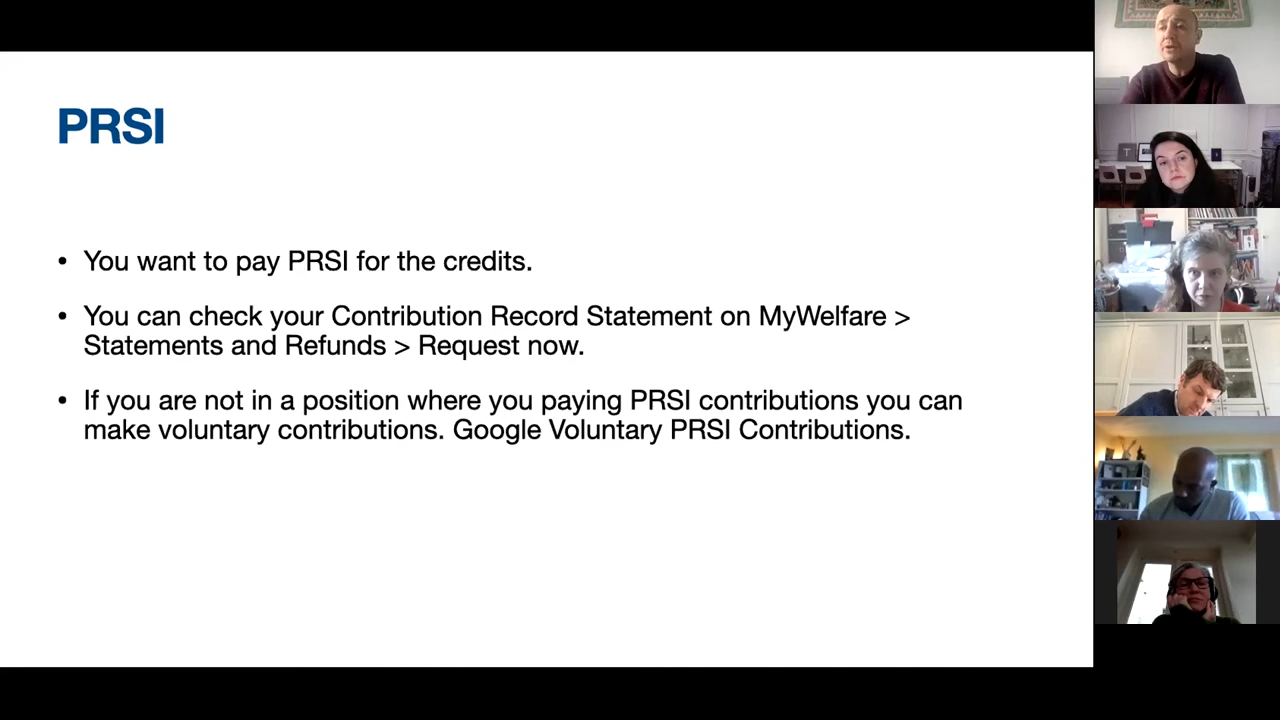 PRSI
• You want to pay PRSI for the credits.
• You can check your Contribution Record Statement on MyWelfare >
Statements and Refunds > Request now.
• If you are not in a position where you paying PRSI contributions you can
make voluntary contributions. Google Voluntary PRSI Contributions.